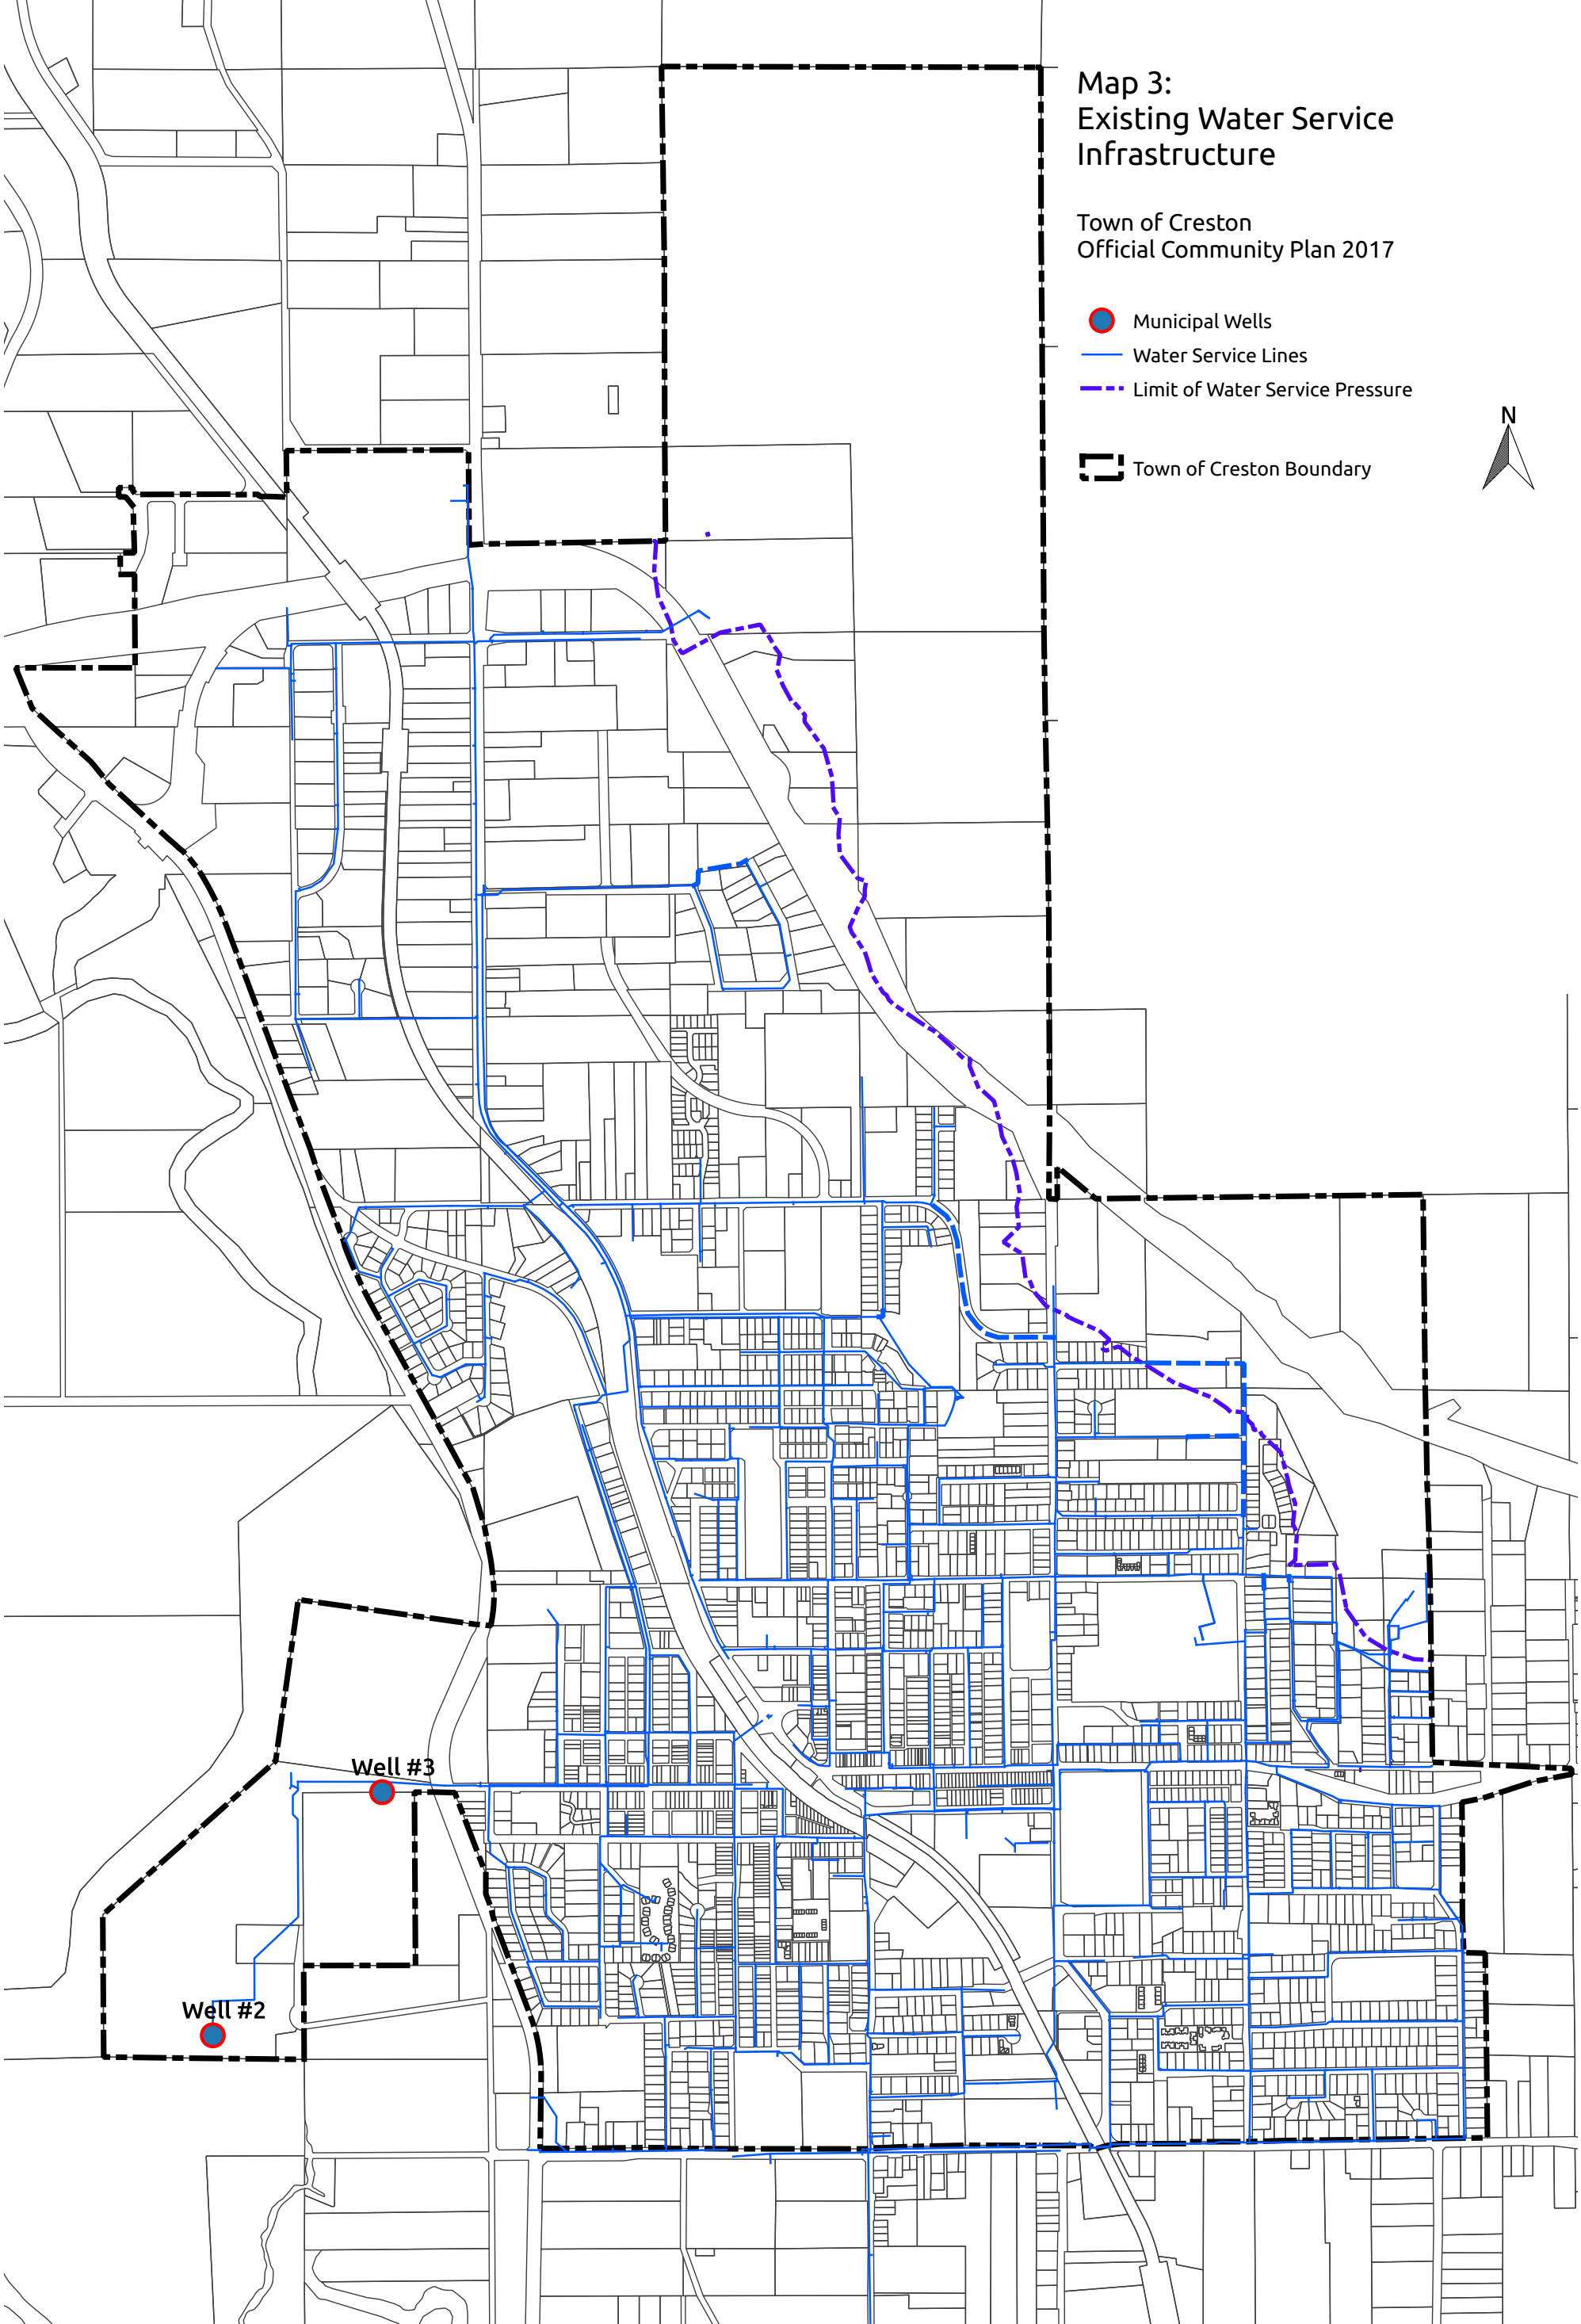 Map 3:
Existing Water Service
Infrastructure
Town of Creston
Official Community Plan 2017
Municipal Wells
Water Service Lines
Limit of Water Service Pressure
N
Town of Creston Boundary
Well #3
Well #2